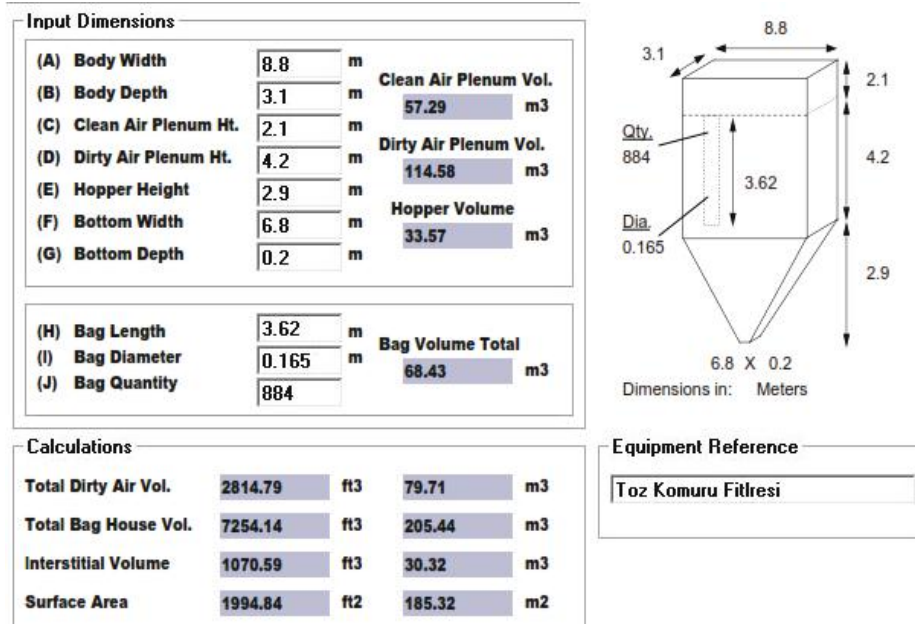 Input Dimensions
(A) Body Width 8.8 m
(B) Body Depth 3.1 m
(C) Clean Air Plenum Ht. 2.1 m
(D) Dirty Air Plenum Ht. 4.2 m
(E) Hopper Height 2.9 m
(F) Bottom Width 6.8 m
(G) Bottom Depth 0.2 m
Clean Air Plenum Vol.
57.29 m3
Dirty Air Plenum Vol.
114.58 m3
Hopper Volume
33.57 m3
(H) Bag Length 3.62 m
(I) Bag Diameter 0.165 m
(J) Bag Quantity 884
Bag Volume Total
68.43 m3
8.8
3.1
2.1
Qty.
884
4.2
3.62
Dia.
0.165
2.9
6.8 X 0.2
Dimensions in: Meters
Calculations
Total Dirty Air Vol. 2814.79 ft3 79.71 m3
Total Bag House Vol. 7254.14 ft3 205.44 m3
Interstitial Volume 1070.59 ft3 30.32 m3
Surface Area 1994.84 ft2 185.32 m2
Equipment Reference
Toz Komuru Fitlresi